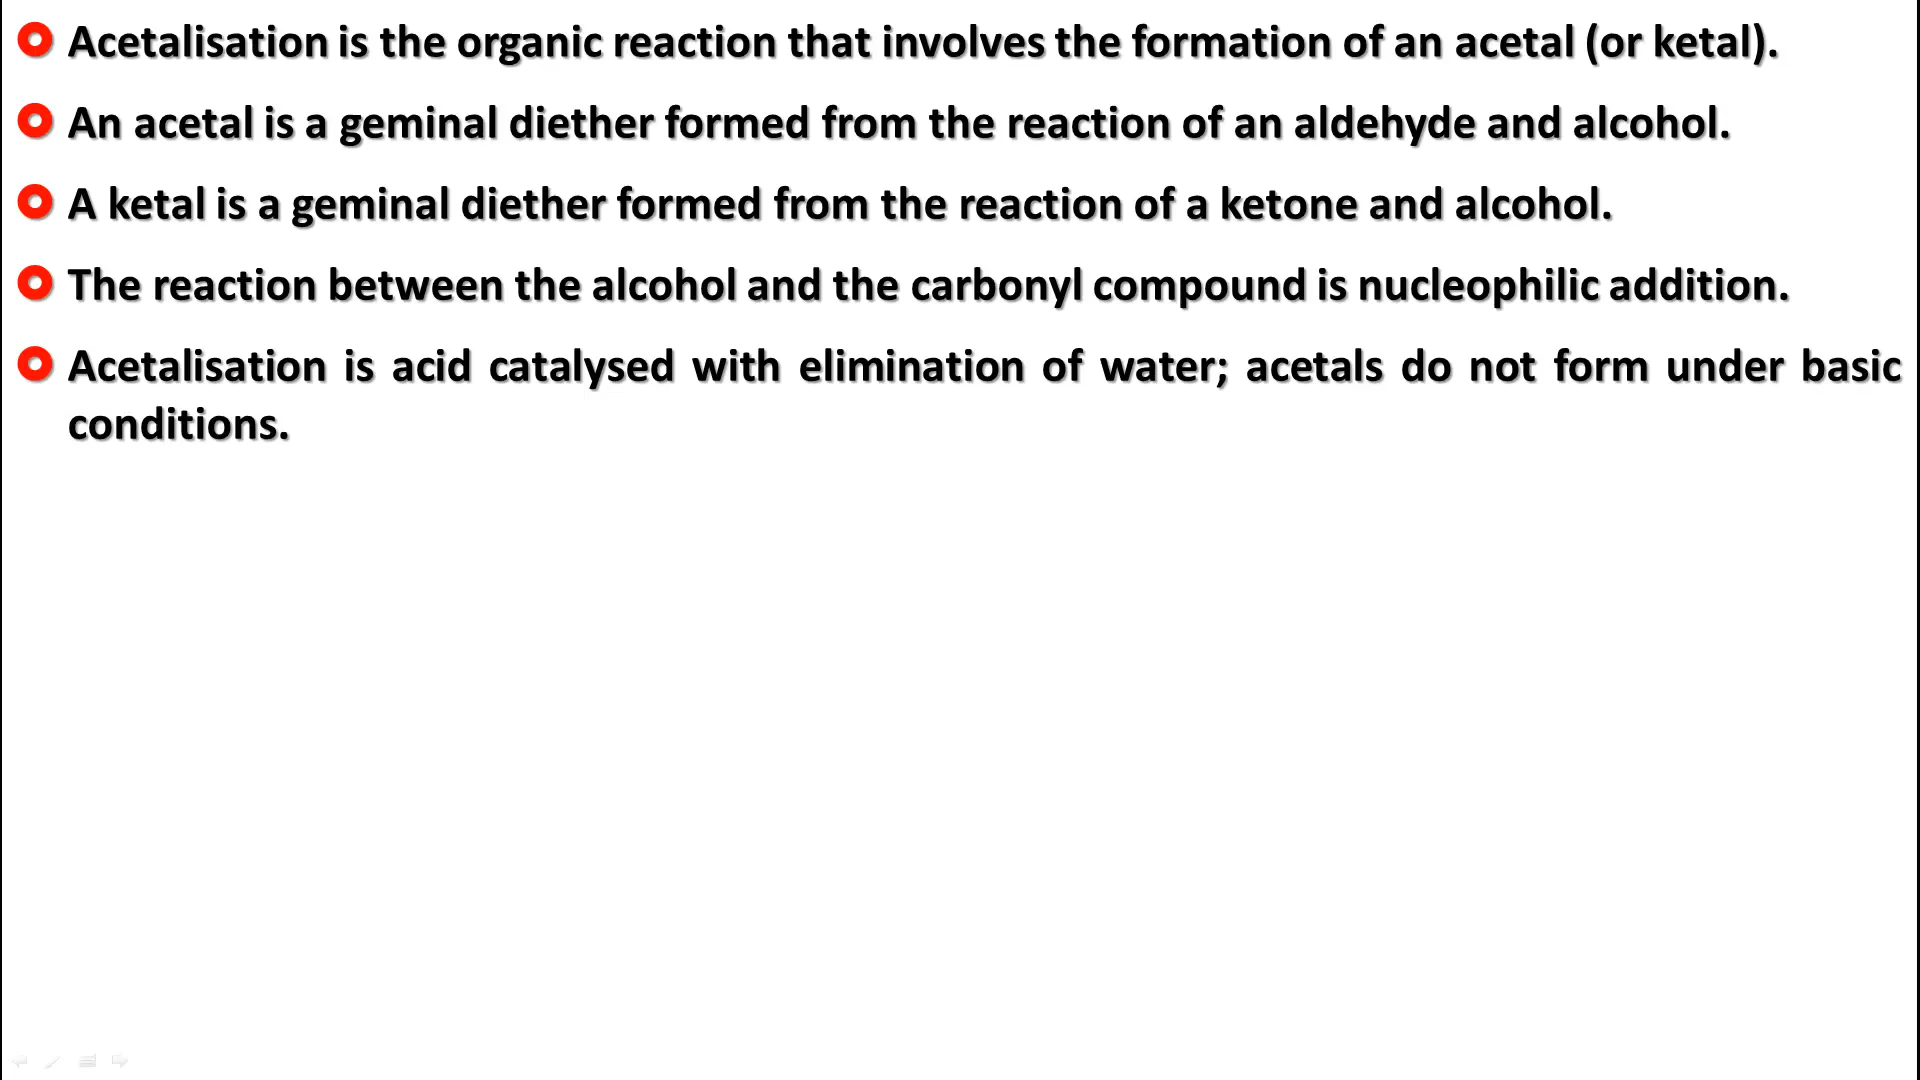 Acetalisation is the organic reaction that involves the formation of an acetal (or ketal).
An acetal is a geminal diether formed from the reaction of an aldehyde and alcohol.
A ketal is a geminal diether formed from the reaction of a ketone and alcohol.
The reaction between the alcohol and the carbonyl compound is nucleophilic addition.
Acetalisation is acid catalysed with elimination of water; acetals do not form under basic
conditions.